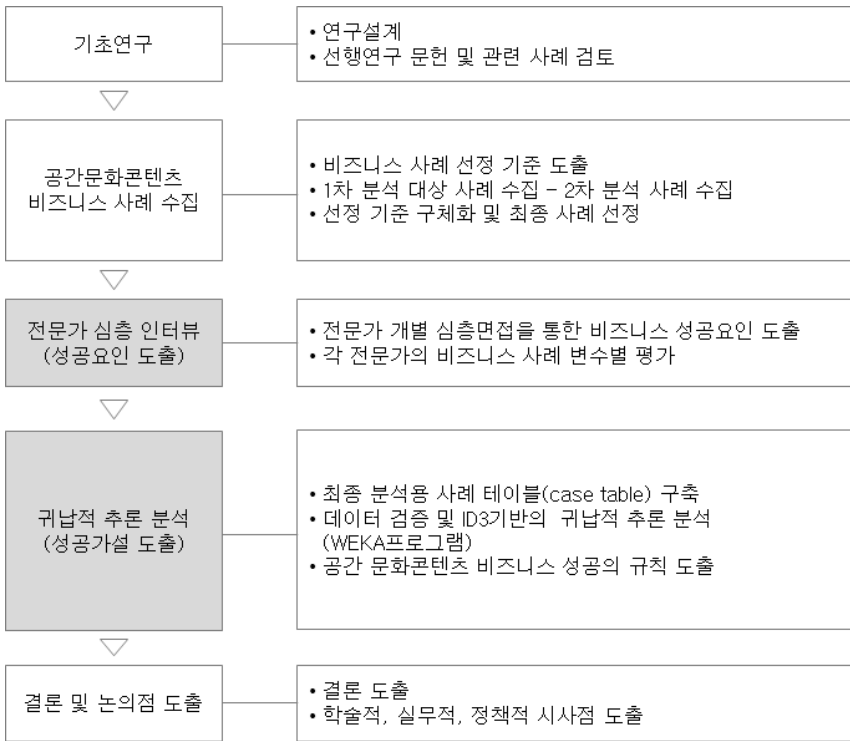 기초연구
• 연구설계
• 선행연구 문헌 및 관련 사례 검토
공간문화콘텐츠
비즈니스 사례 수집
• 비즈니스 사례 선정 기준 도출
• 1차 분석 대상 사례 수집 - 2차 분석 사례 수집
• 선정 기준 구체화 및 최종 사례 선정
전문가 심층 인터뷰
(성공요인 도출)
• 전문가 개별 심층면접을 통한 비즈니스 성공요인 도출
• 각 전문가의 비즈니스 사례 변수별 평가
귀납적 추론 분석
(성공가설 도출)
• 최종 분석용 사례 테이블(case table) 구축
• 데이터 검증 및 ID3기반의 귀납적 추론 분석
(WEKA프로그램)
• 공간 문화콘텐츠 비즈니스 성공의 규칙 도출
결론 및 논의점 도출
• 결론 도출
• 학술적, 실무적, 정책적 시사점 도출